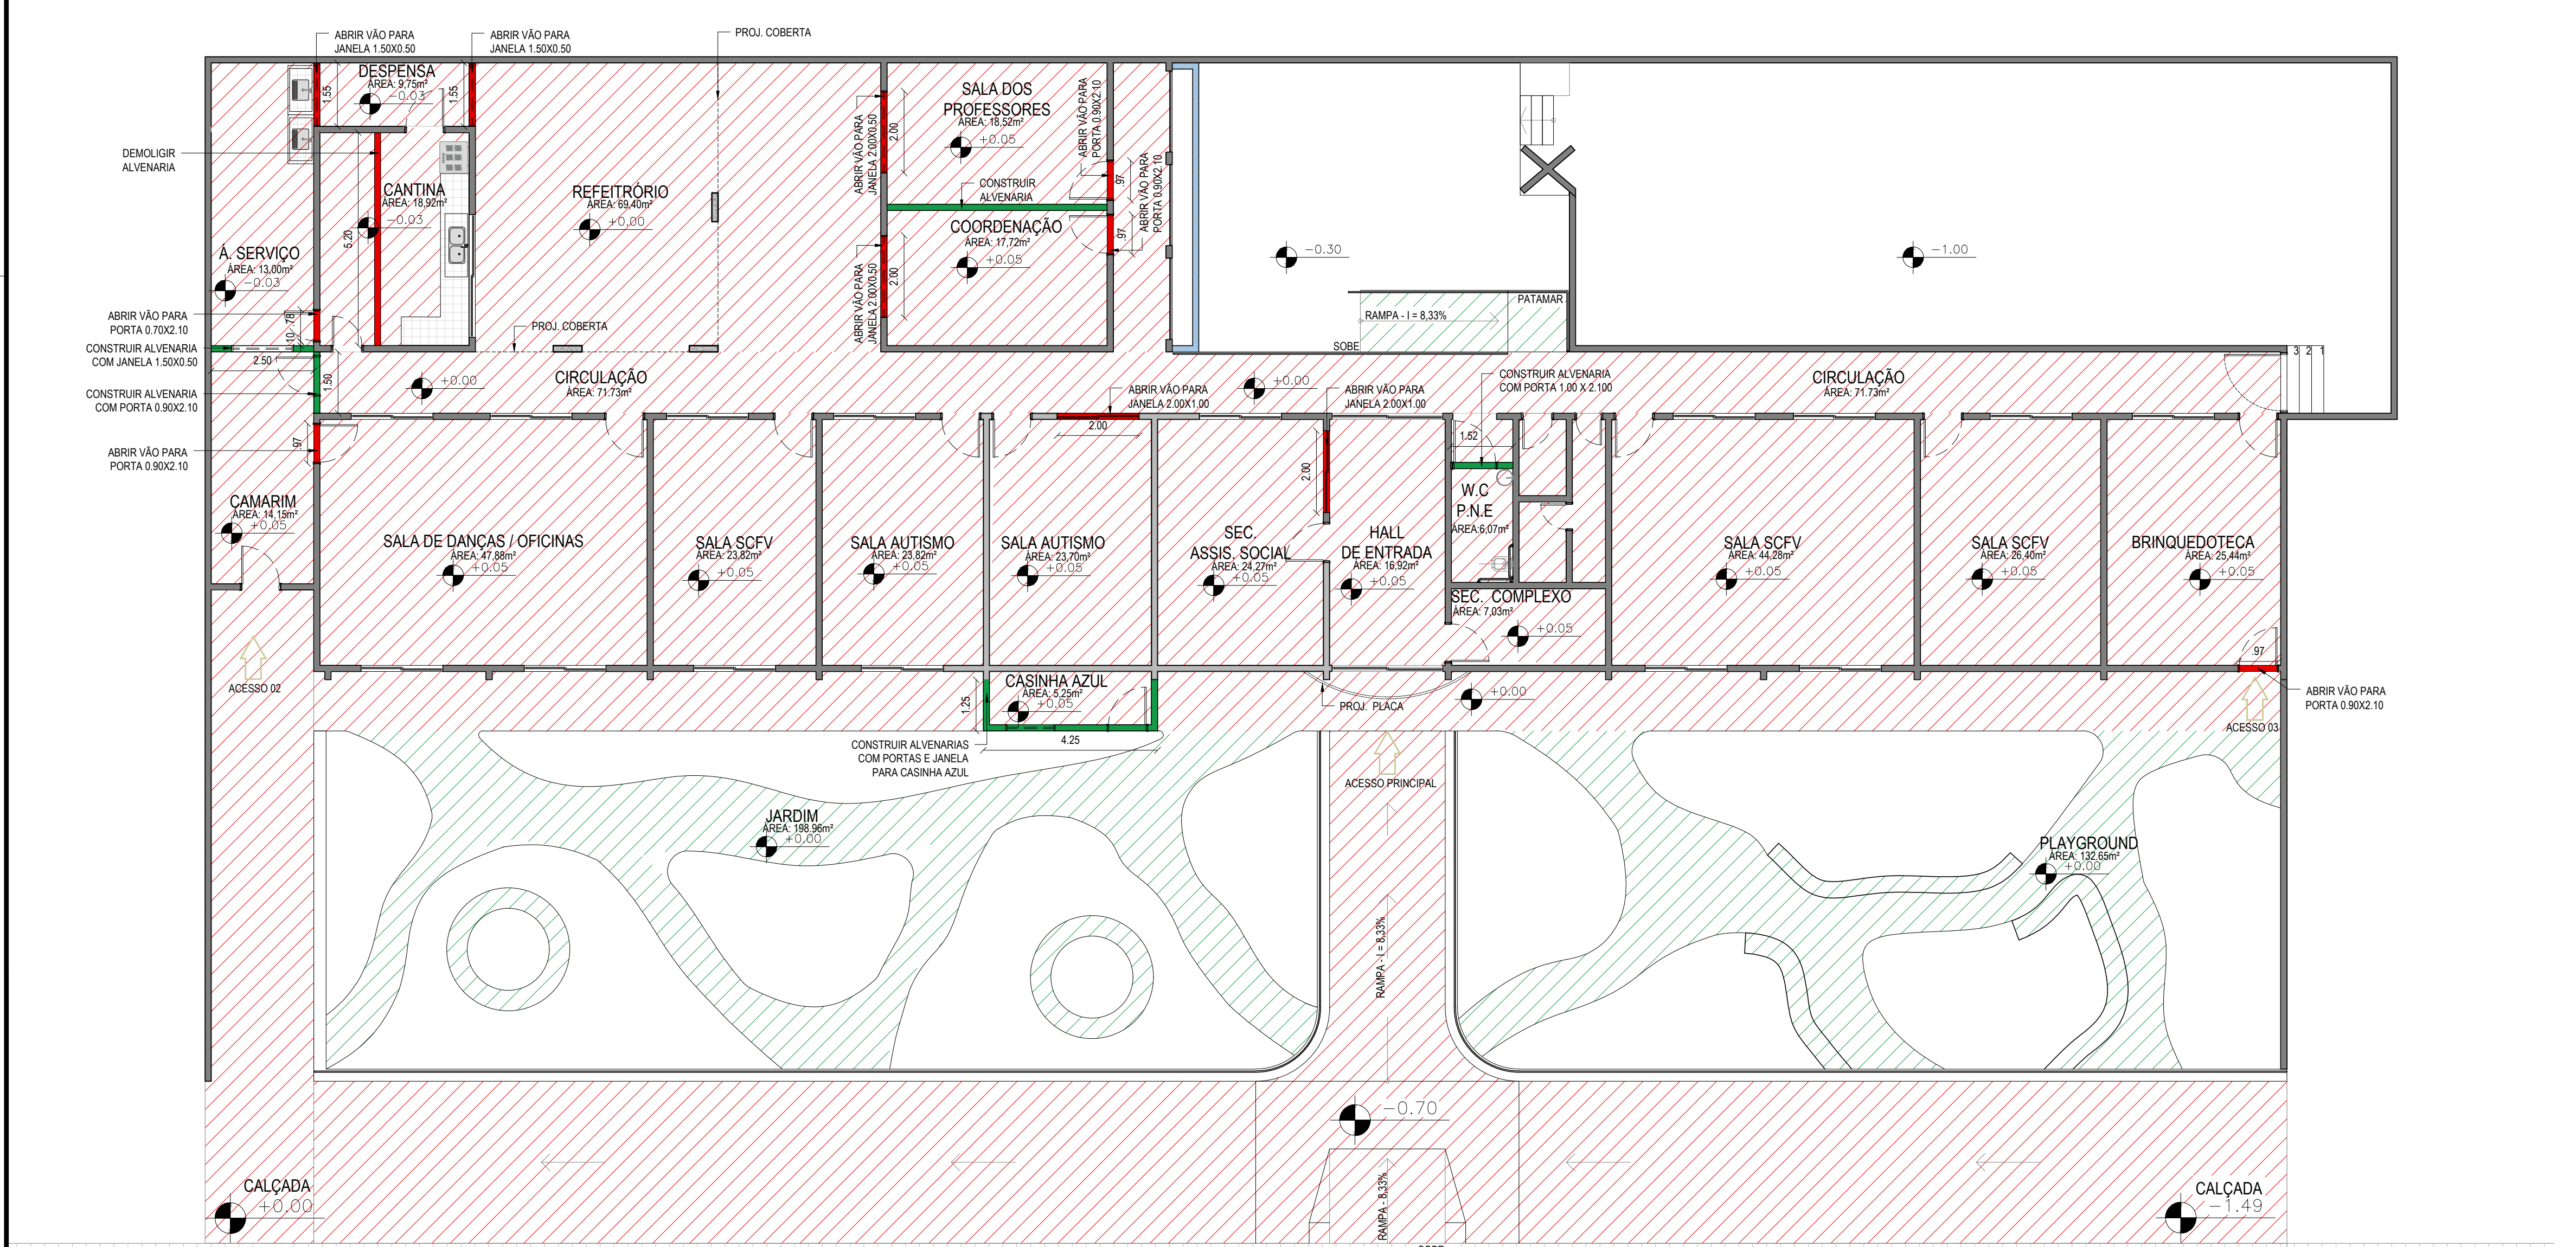 ABRIR VÃO PARA
JANELA 1.50X0.50
ABRIR VÃO PARA
JANELA 1.50X0.50
PROJ. COBERTA
DESPENSA
ÁREA: 9,75m²
-0.03
1.55
1.55
DEMOLIGIR
ALVENARIA
CANTINA
ÁREA: 18,92m²
-0.03
5.20
REFEITRÓRIO
ÁREA: 69,40m²
+0.00
SALA DOS
PROFESSORES
ÁREA: 18,52m²
+0.05
ABRIR VÃO PARA
JANELA 2.00X0.50
2.00
ABRIR VÃO PARA
PORTA 0.90X2.10
.97
CONSTRUIR
ALVENARIA
ABRIR VÃO PARA
PORTA 0.90X2.10
.97
COORDENAÇÃO
ÁREA: 17,72m²
+0.05
ABRIR VÃO PARA
JANELA 2.00X0.50
2.00
-0.30
-1.00
PATAMAR
RAMPA - I = 8,33%
SOBE
Á. SERVIÇO
ÁREA: 13,00m²
-0.03
ABRIR VÃO PARA
PORTA 0.70X2.10
.78
.10
CONSTRUIR ALVENARIA
COM JANELA 1.50X0.50
2.50
1.50
CONSTRUIR ALVENARIA
COM PORTA 0.90X2.10
ABRIR VÃO PARA
PORTA 0.90X2.10
.97
PROJ. COBERTA
+0.00
CIRCULAÇÃO
ÁREA: 71.73m²
+0.00
ABRIR VÃO PARA
JANELA 2.00X1.00
2.00
ABRIR VÃO PARA
JANELA 2.00X1.00
2.00
CONSTRUIR ALVENARIA
COM PORTA 1.00 X 2.100
1.52
CIRCULAÇÃO
ÁREA: 71.73m²
3 2 1
CAMARIM
ÁREA: 14,15m²
+0.05
SALA DE DANÇAS / OFICINAS
ÁREA: 47,88m²
+0.05
SALA SCFV
ÁREA: 23,82m²
+0.05
SALA AUTISMO
ÁREA: 23,82m²
+0.05
SALA AUTISMO
ÁREA: 23,70m²
+0.05
SEC.
ASSIS. SOCIAL
ÁREA: 24,27m²
+0.05
HALL
DE ENTRADA
ÁREA: 16,92m²
+0.05
W.C
P.N.E
ÁREA:6,07m²
SEC. COMPLEXO
ÁREA: 7,03m²
+0.05
SALA SCFV
ÁREA: 44,28m²
+0.05
SALA SCFV
ÁREA: 26,40m²
+0.05
BRINQUEDOTECA
ÁREA: 25,44m²
+0.05
.97
ABRIR VÃO PARA
PORTA 0.90X2.10
ACESSO 02
ACESSO 03
CASINHA AZUL
ÁREA: 5,25m²
+0.05
1.25
4.25
CONSTRUIR ALVENARIAS
COM PORTAS E JANELA
PARA CASINHA AZUL
PROJ. PLACA
+0.00
ACESSO PRINCIPAL
JARDIM
ÁREA: 198.96m²
+0.00
PLAYGROUND
ÁREA: 132.65m²
+0.00
RAMPA - I = 8,33%
-0.70
RAMPA - 8,33%
CALÇADA
+0.00
CALÇADA
-1.49